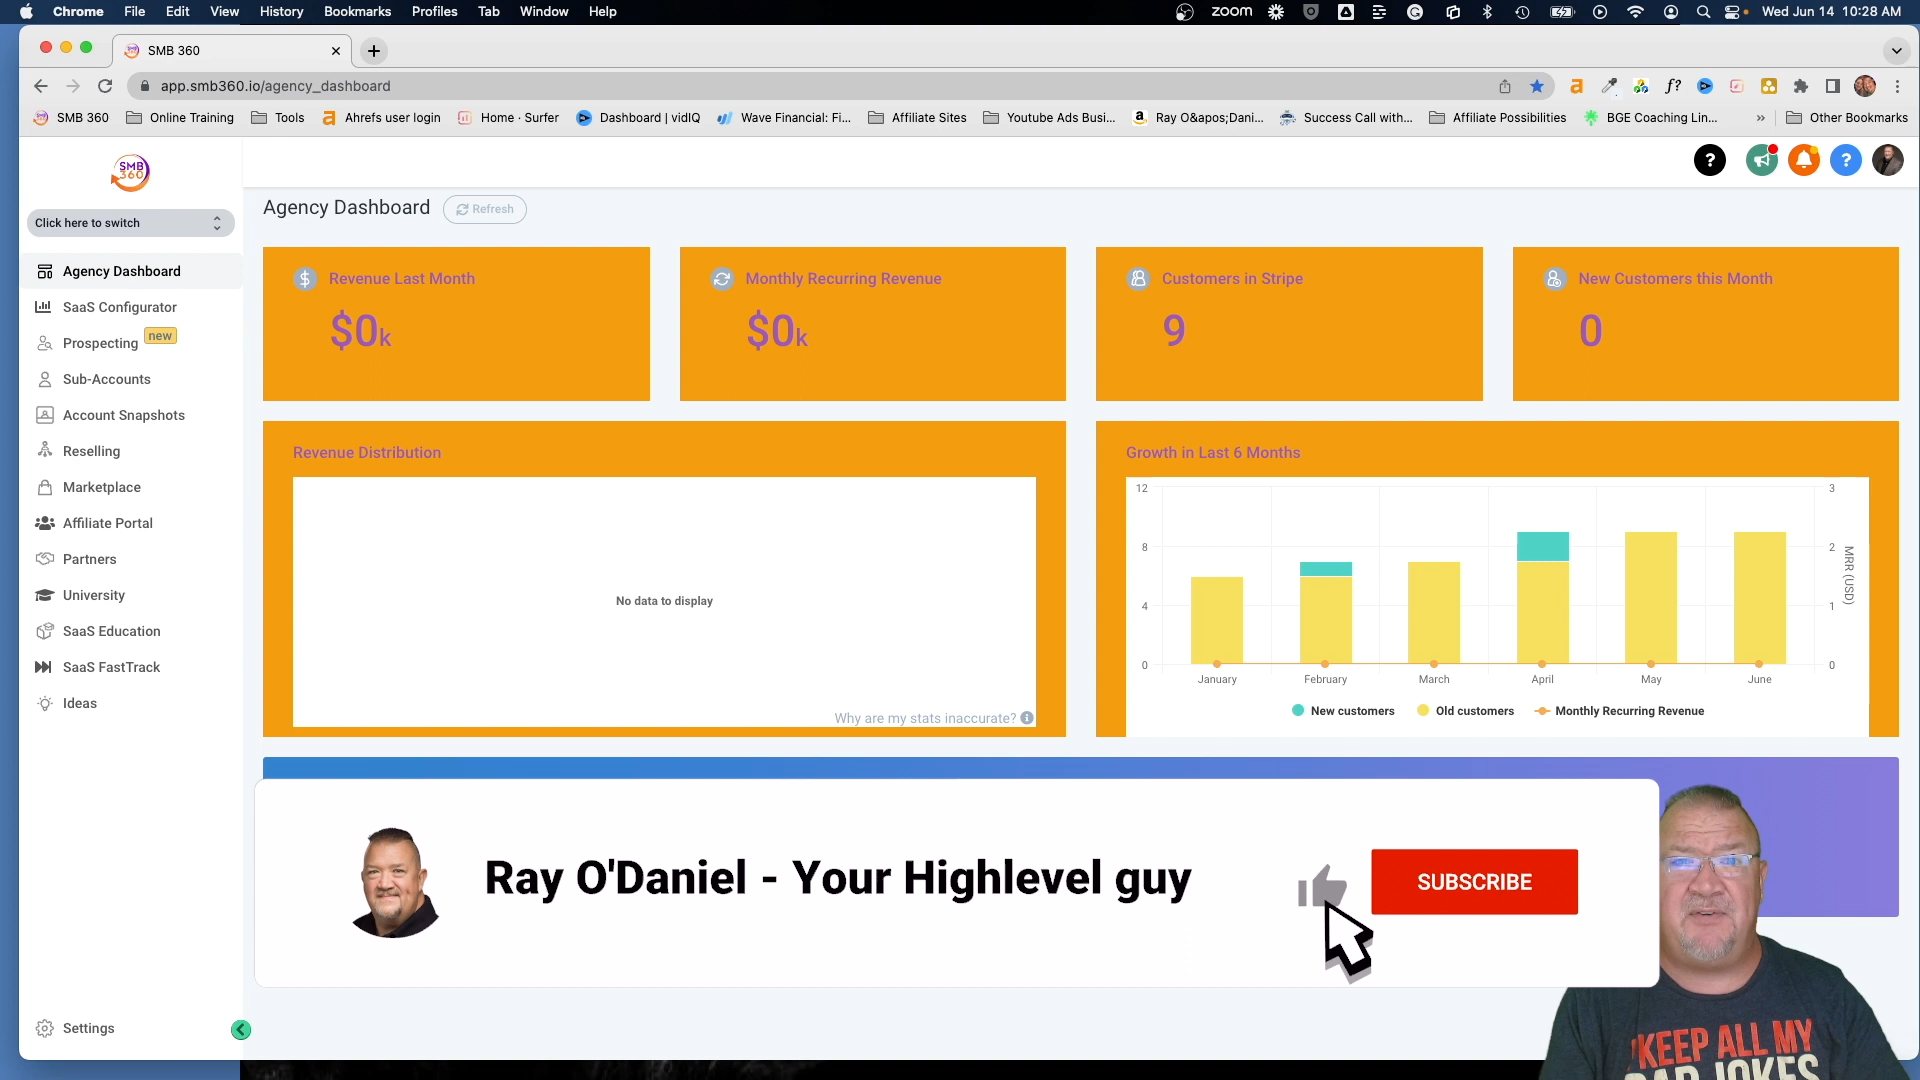 Chrome File Edit View History Bookmarks Profiles Tab Window Help
zoom
Wed Jun 14 10:28 AM
SMB 360
app.smb360.io/agency_dashboard
f?
SMB 360
Online Training
Tools
Ahrefs user login
Home · Surfer
Dashboard | vidIQ
Wave Financial: Fi...
Affiliate Sites
Youtube Ads Busi...
Ray O&apos;Dani...
Success Call with...
Affiliate Possibilities
BGE Coaching Lin...
»
Other Bookmarks
SMB
360
Click here to switch
Agency Dashboard
SaaS Configurator
Prospecting new
Sub-Accounts
Account Snapshots
Reselling
Marketplace
Affiliate Portal
Partners
University
SaaS Education
SaaS FastTrack
Ideas
Settings
Agency Dashboard
Refresh
Revenue Last Month
$0k
Monthly Recurring Revenue
$0k
Customers in Stripe
9
New Customers this Month
0
Revenue Distribution
No data to display
Why are my stats inaccurate?
Growth in Last 6 Months
12
8
4
0
3
2
1
0
MRR (USD)
January February March April May June
New customers Old customers Monthly Recurring Revenue
Ray O'Daniel - Your Highlevel guy
SUBSCRIBE
I KEEP ALL MY
DAD JOKES